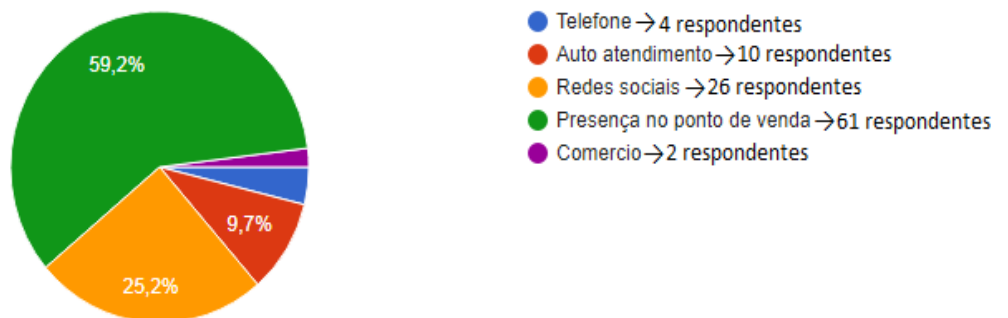 59,2%
9,7%
25,2%
Telefone →4 respondentes
Auto atendimento→10 respondentes
Redes sociais →26 respondentes
Presença no ponto de venda →61 respondentes
Comercio→2 respondentes